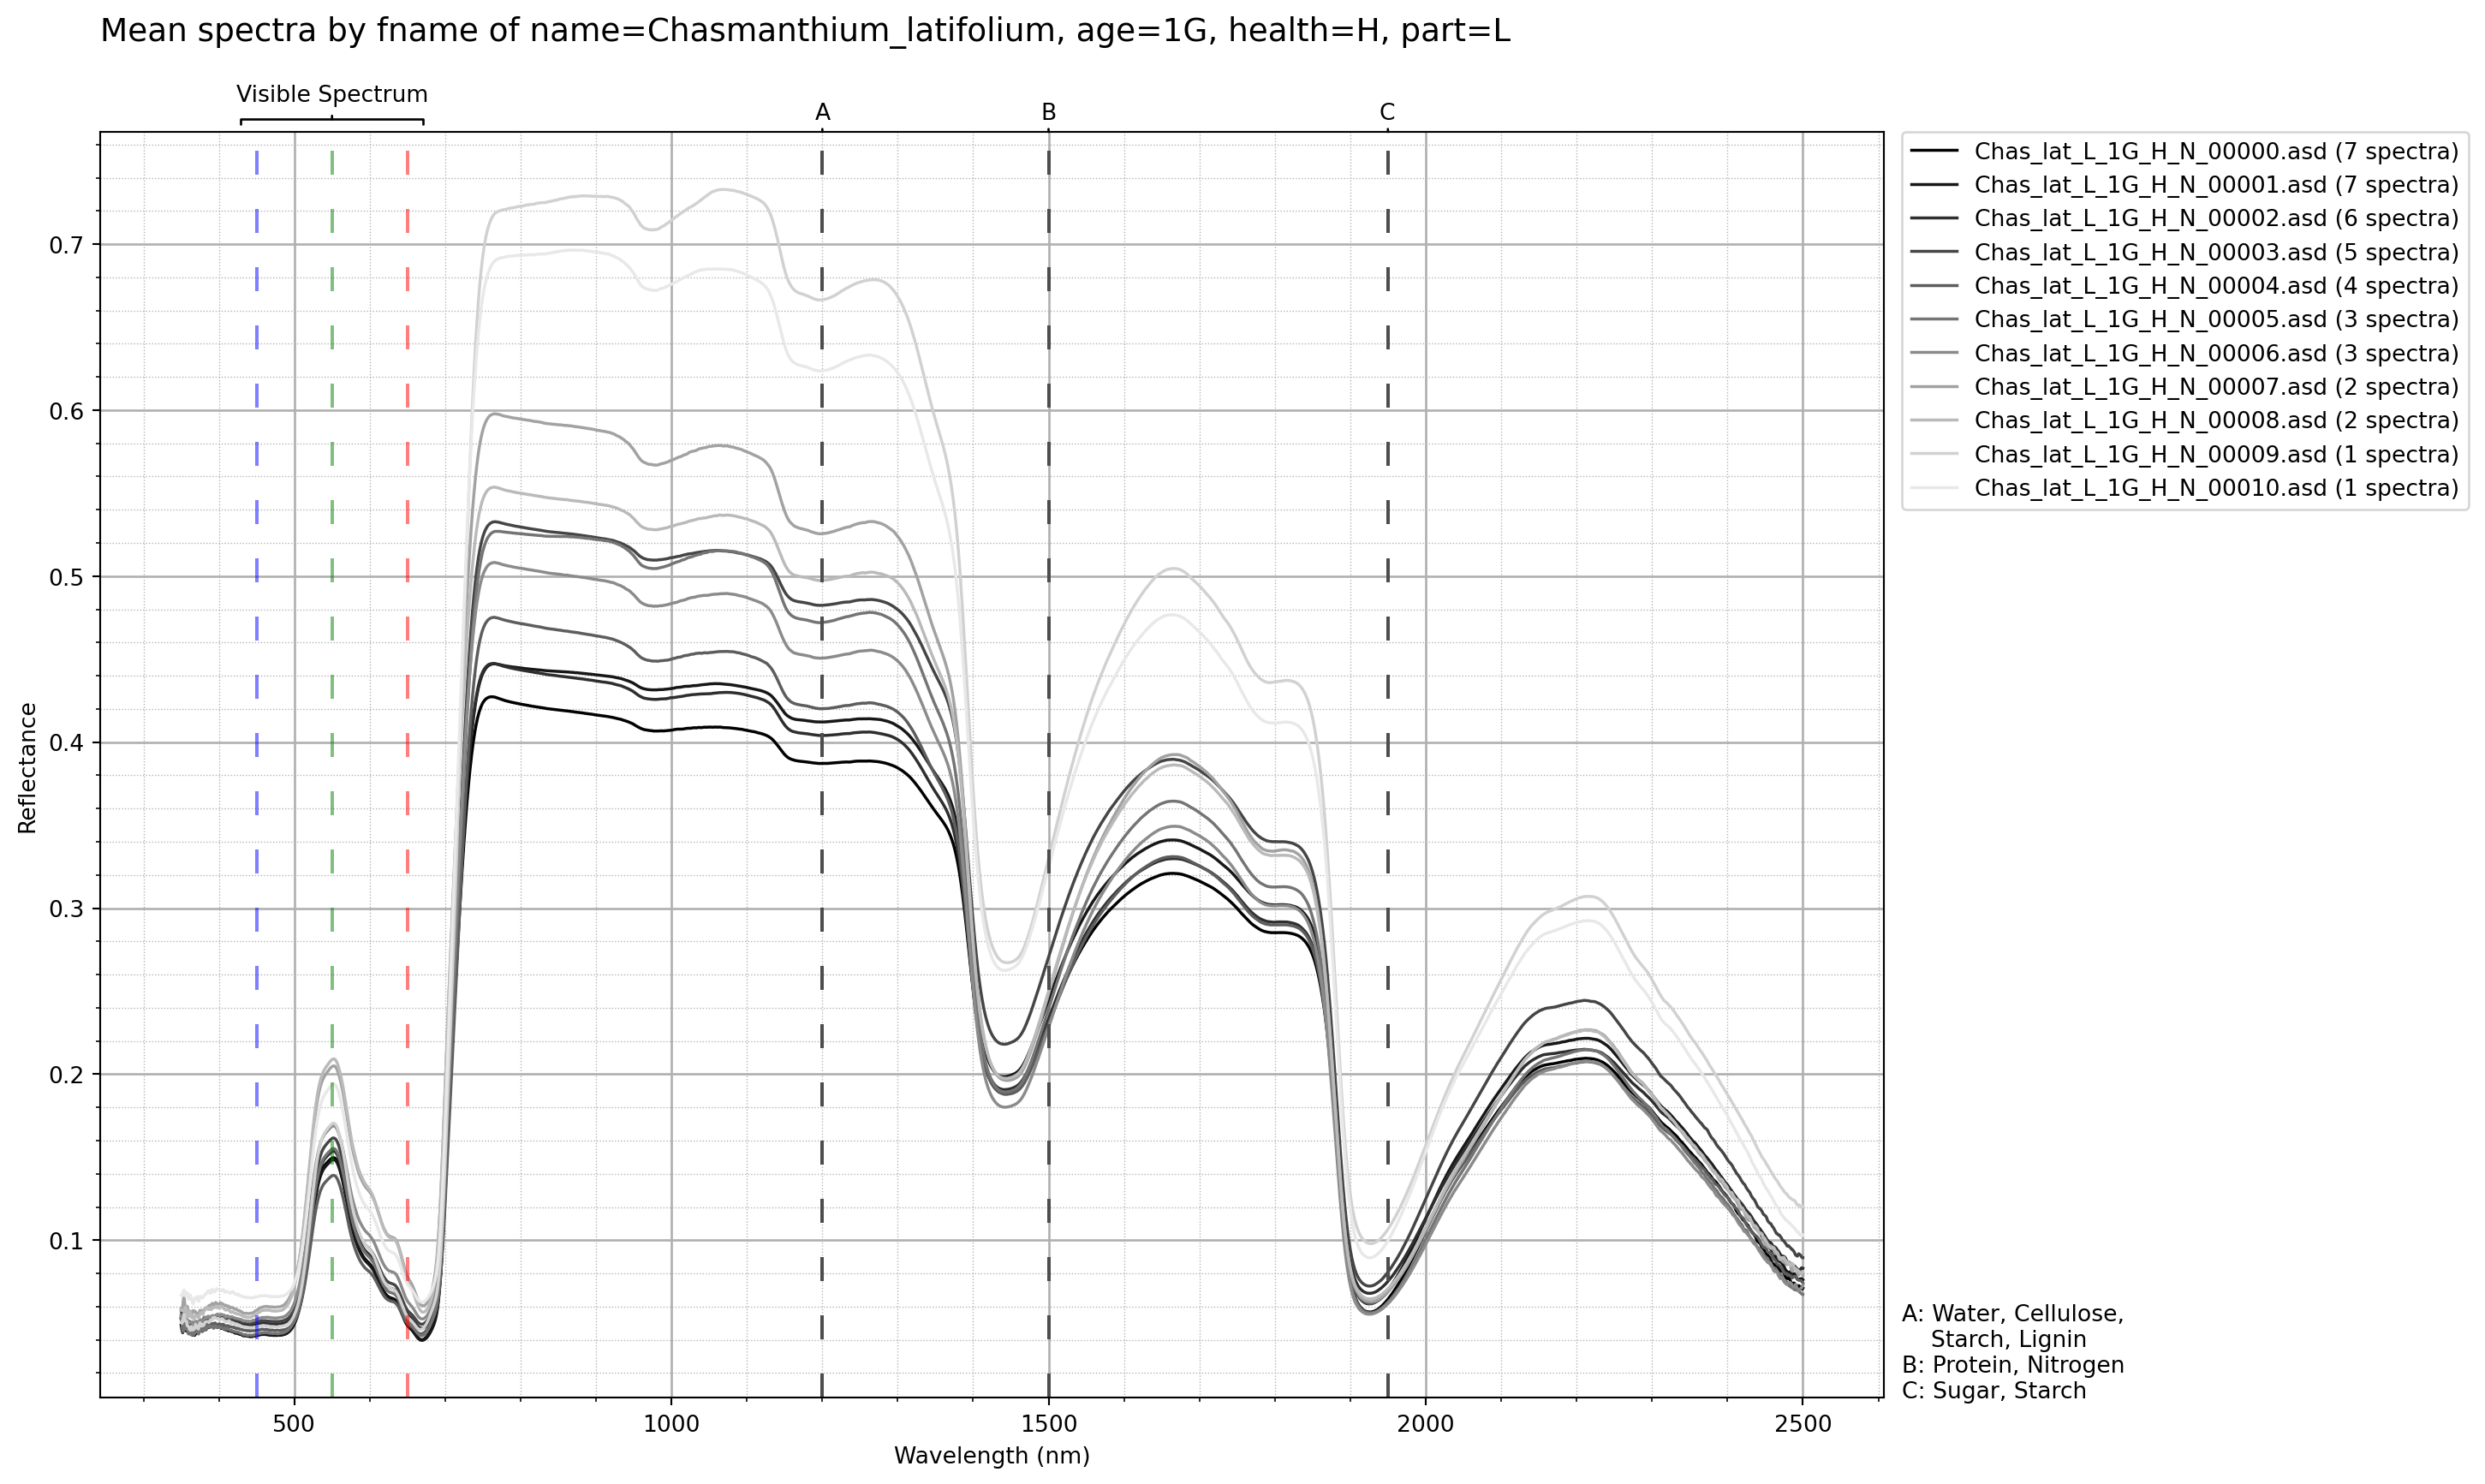 Mean spectra by fname of name=Chasmanthium_latifolium, age=1G, health=H, part=L
Visible Spectrum
A
B
C
0.7
0.6
0.5
0.4
0.3
0.2
0.1
Reflectance
500
1000
1500
2000
2500
Wavelength (nm)
Chas_lat_L_1G_H_N_00000.asd (7 spectra)
Chas_lat_L_1G_H_N_00001.asd (7 spectra)
Chas_lat_L_1G_H_N_00002.asd (6 spectra)
Chas_lat_L_1G_H_N_00003.asd (5 spectra)
Chas_lat_L_1G_H_N_00004.asd (4 spectra)
Chas_lat_L_1G_H_N_00005.asd (3 spectra)
Chas_lat_L_1G_H_N_00006.asd (3 spectra)
Chas_lat_L_1G_H_N_00007.asd (2 spectra)
Chas_lat_L_1G_H_N_00008.asd (2 spectra)
Chas_lat_L_1G_H_N_00009.asd (1 spectra)
Chas_lat_L_1G_H_N_00010.asd (1 spectra)
A: Water, Cellulose,
Starch, Lignin
B: Protein, Nitrogen
C: Sugar, Starch